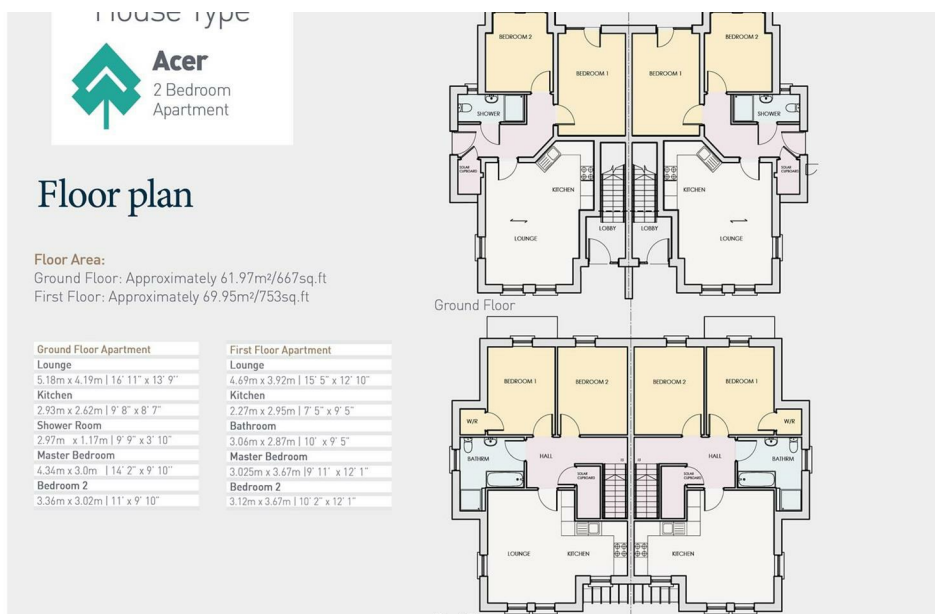 House Type
Acer
2 Bedroom
Apartment
Floor plan
Floor Area:
Ground Floor: Approximately 61.97m²/667sq.ft
First Floor: Approximately 69.95m²/753sq.ft
Ground Floor Apartment
Lounge
5.18m x 4.19m | 16' 11" x 13' 9"
Kitchen
2.93m x 2.62m | 9' 8" x 8' 7"
Shower Room
2.97m x 1.17m | 9' 9" x 3' 10"
Master Bedroom
4.34m x 3.0m | 14' 2" x 9' 10"
Bedroom 2
3.36m x 3.02m | 11' x 9' 10"
First Floor Apartment
Lounge
4.69m x 3.92m | 15' 5" x 12' 10"
Kitchen
2.27m x 2.95m | 7' 5" x 9' 5"
Bathroom
3.06m x 2.87m | 10' x 9' 5"
Master Bedroom
3.025m x 3.67m |9' 11' x 12' 1"
Bedroom 2
3.12m x 3.67m | 10' 2" x 12' 1"
BEDROOM 2
BEDROOM 1
BEDROOM 1
BEDROOM 2
SHOWER
SHOWER
SOLAR
CUPBOARD
KITCHEN
KITCHEN
SOLAR
CUPBOARD
LOUNGE
LOBBY
LOBBY
LOUNGE
Ground Floor
BEDROOM 1
BEDROOM 2
BEDROOM 2
BEDROOM 1
W/R
W/R
BATHRM
HALL
HALL
BATHRM
SOLAR
CUPBOARD
SOLAR
CUPBOARD
LOUNGE
KITCHEN
KITCHEN